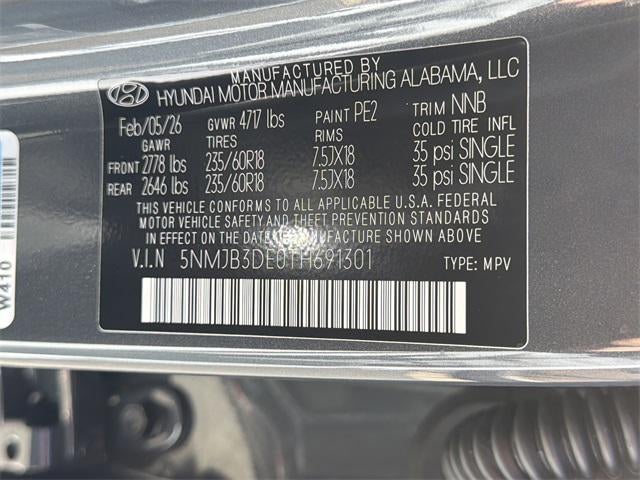 MANUFACTURED BY
HYUNDAI MOTOR MANUFACTURING ALABAMA, LLC
Feb/05/26 GVWR 4717 lbs PAINT PE2 TRIM NNB
GAWR TIRES RIMS COLD TIRE INFL
FRONT 2778 lbs 235/60R18 7.5JX18 35 psi SINGLE
REAR 2646 lbs 235/60R18 7.5JX18 35 psi SINGLE
THIS VEHICLE CONFORMS TO ALL APPLICABLE U.S.A. FEDERAL
MOTOR VEHICLE SAFETY AND THEFT PREVENTION STANDARDS
IN EFFECT ON THE DATE OF MANUFACTURE SHOWN ABOVE.
V.I.N 5NMJB3DE0TH691301 TYPE: MPV
W410